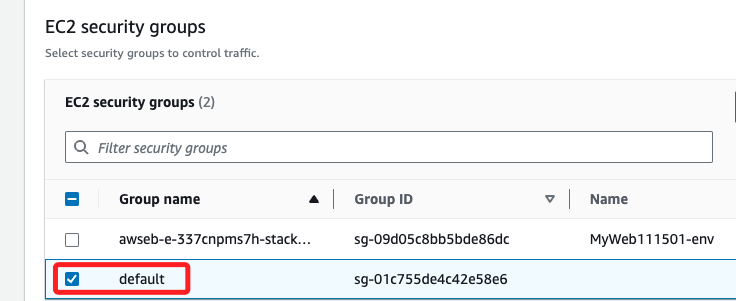 EC2 security groups
Select security groups to control traffic.
EC2 security groups (2)
Filter security groups
Group name Group ID Name
awseb-e-337cnpms7h-stack... sg-09d05c8bb5bde86dc MyWeb111501-env
default sg-01c755de4c42e58e6